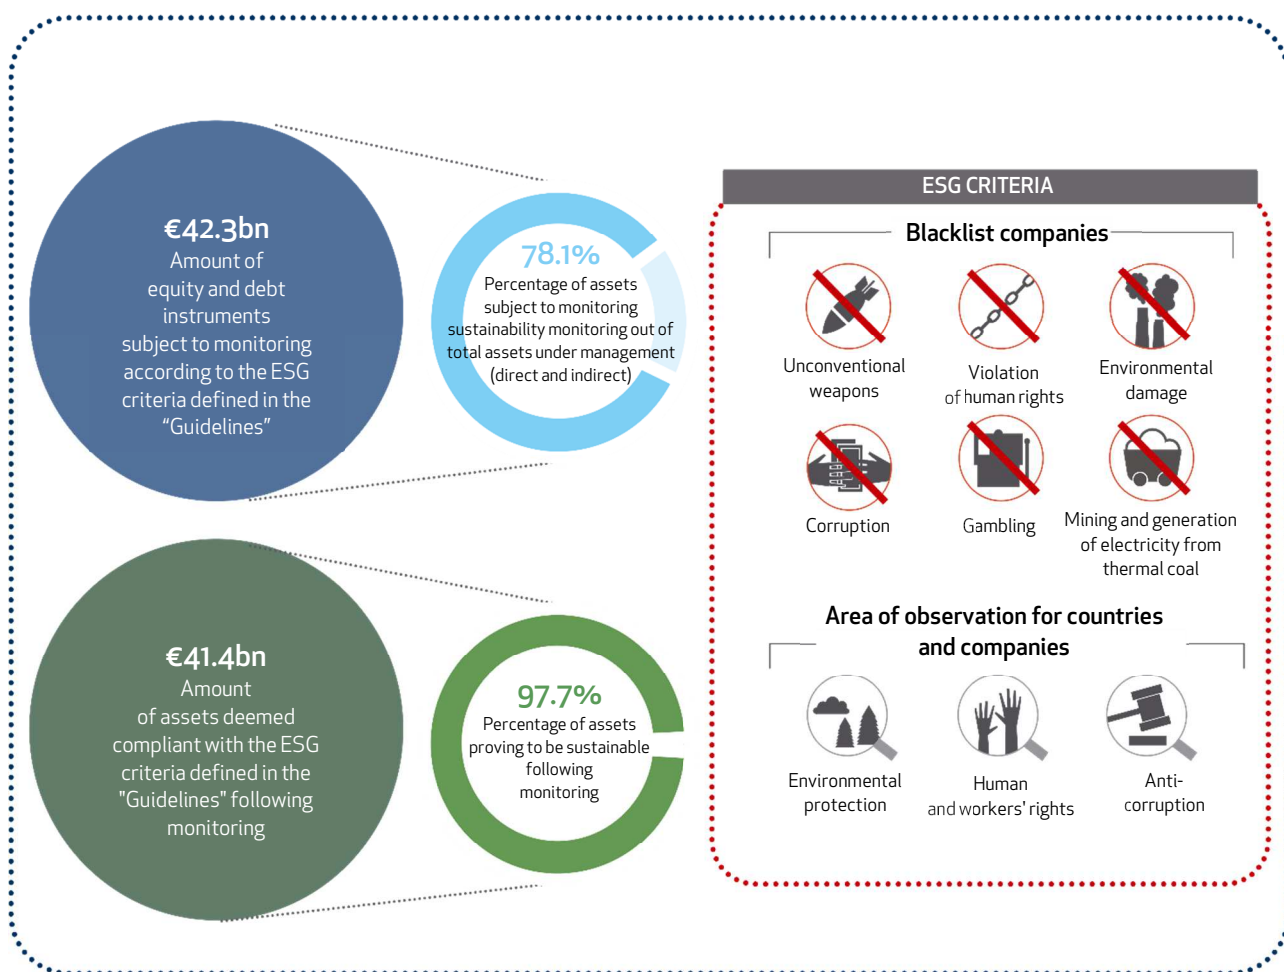 €42.3bn
Amount of
equity and debt
instruments
subject to monitoring
according to the ESG
criteria defined in the
“Guidelines”
78.1%
Percentage of assets
subject to monitoring
sustainability monitoring out of
total assets under management
(direct and indirect)
€41.4bn
Amount
of assets deemed
compliant with the ESG
criteria defined in the
"Guidelines" following
monitoring
97.7%
Percentage of assets
proving to be sustainable
following
monitoring
ESG CRITERIA
Blacklist companies
Unconventional
weapons
Violation
of human rights
Environmental
damage
Corruption
Gambling
Mining and generation
of electricity from
thermal coal
Area of observation for countries
and companies
Environmental
protection
Human
and workers' rights
Anti-
corruption